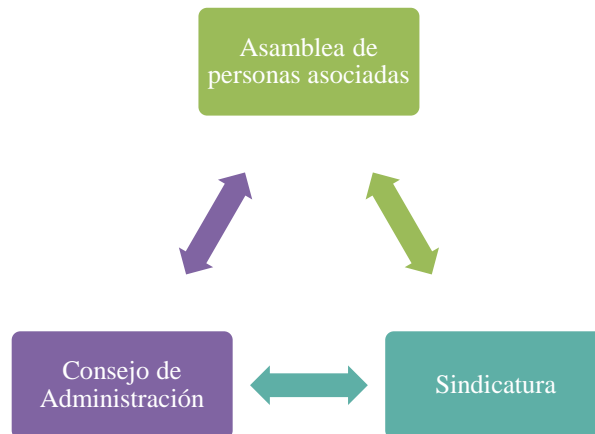 Asamblea de
personas asociadas
Consejo de
Administración
Sindicatura